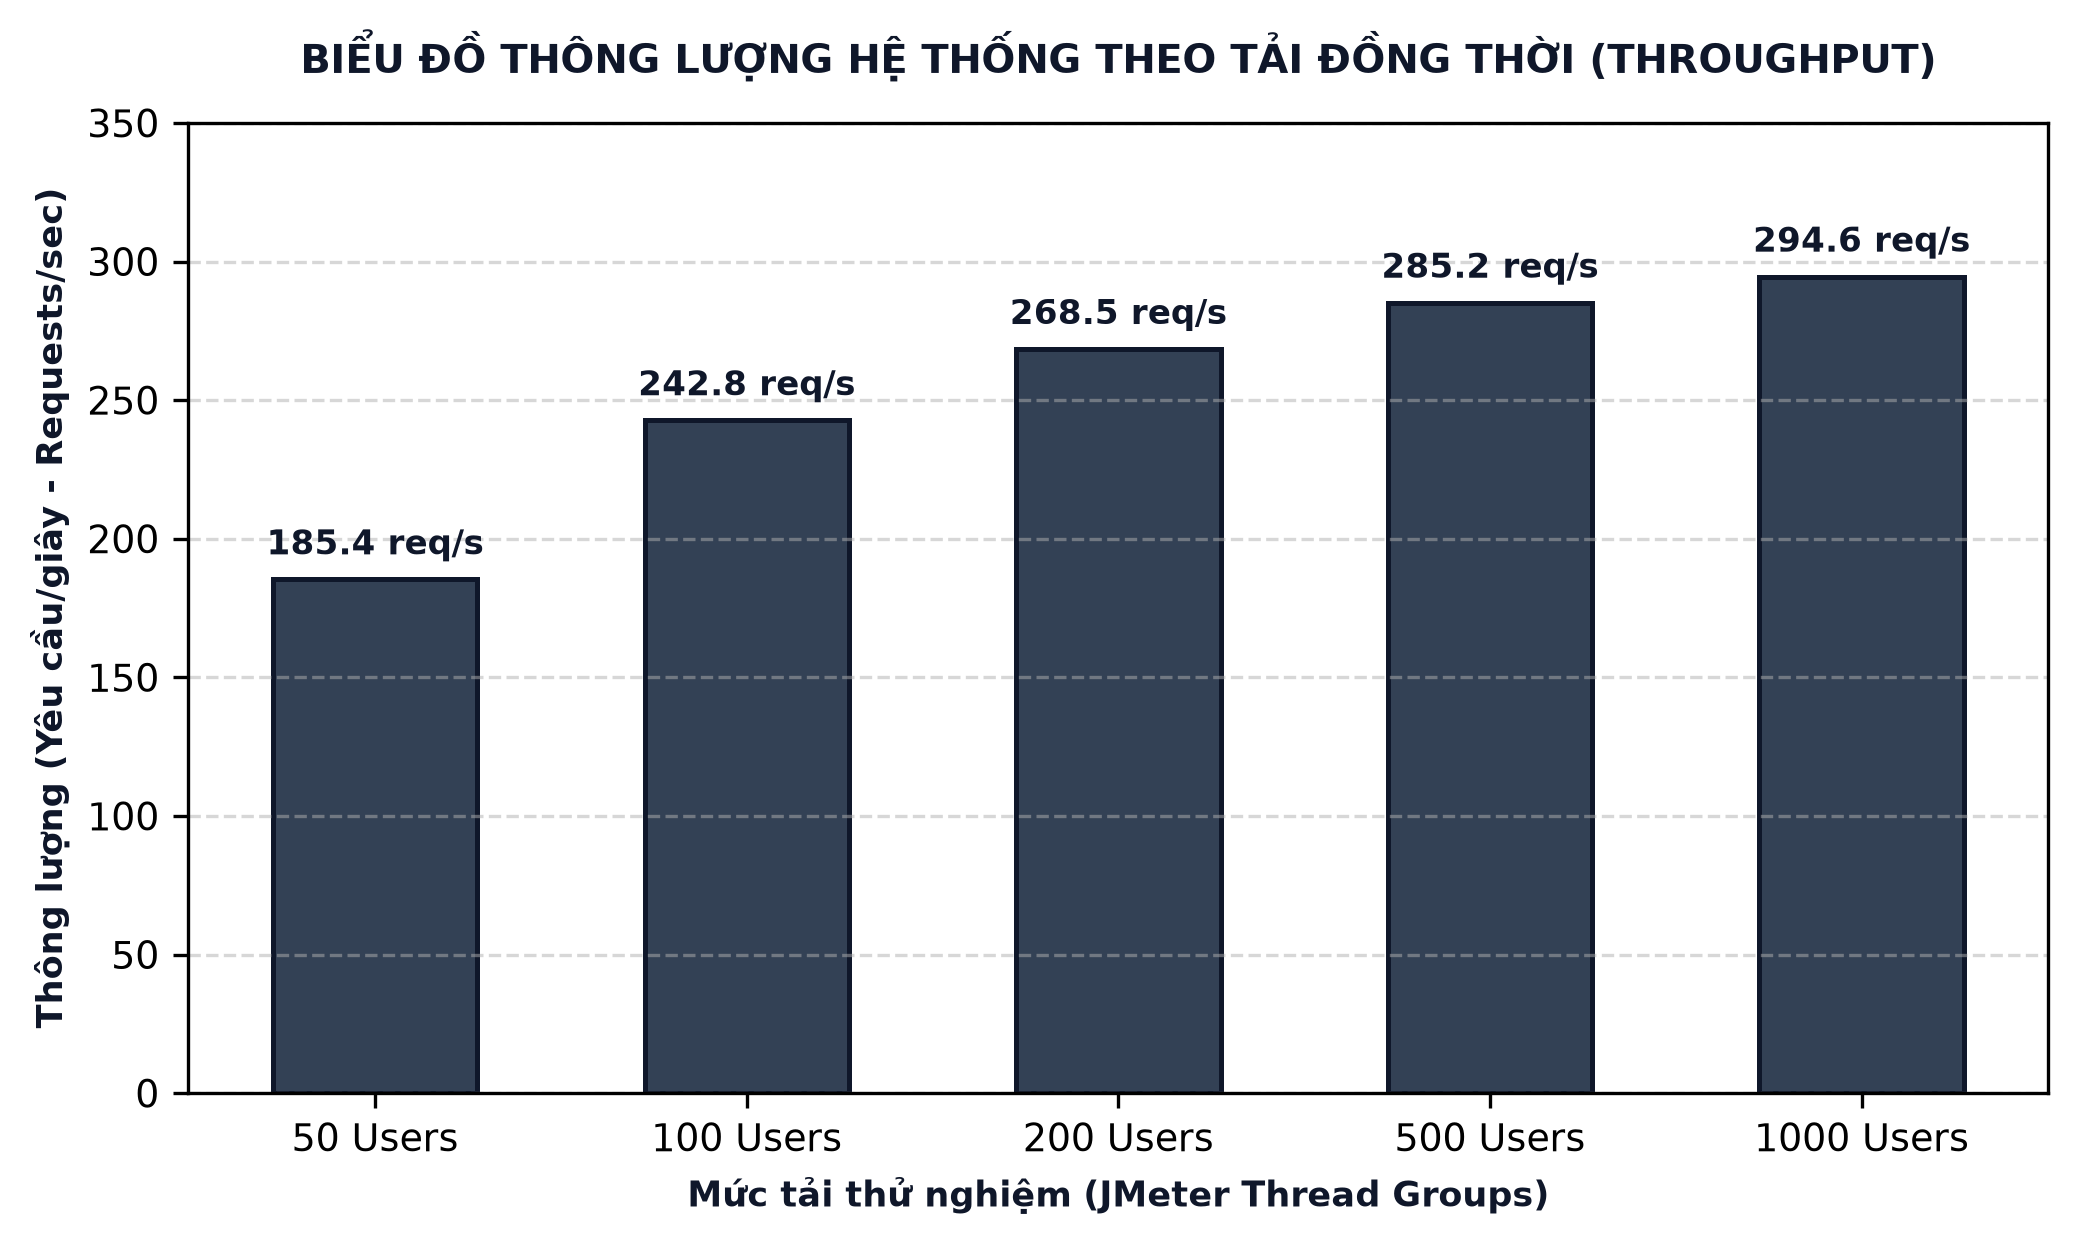 BIỂU ĐỒ THÔNG LƯỢNG HỆ THỐNG THEO TẢI ĐỒNG THỜI (THROUGHPUT)
Thông lượng (Yêu cầu/giây - Requests/sec)
350
300
250
200
150
100
50
0
185.4 req/s
242.8 req/s
268.5 req/s
285.2 req/s
294.6 req/s
50 Users
100 Users
200 Users
500 Users
1000 Users
Mức tải thử nghiệm (JMeter Thread Groups)